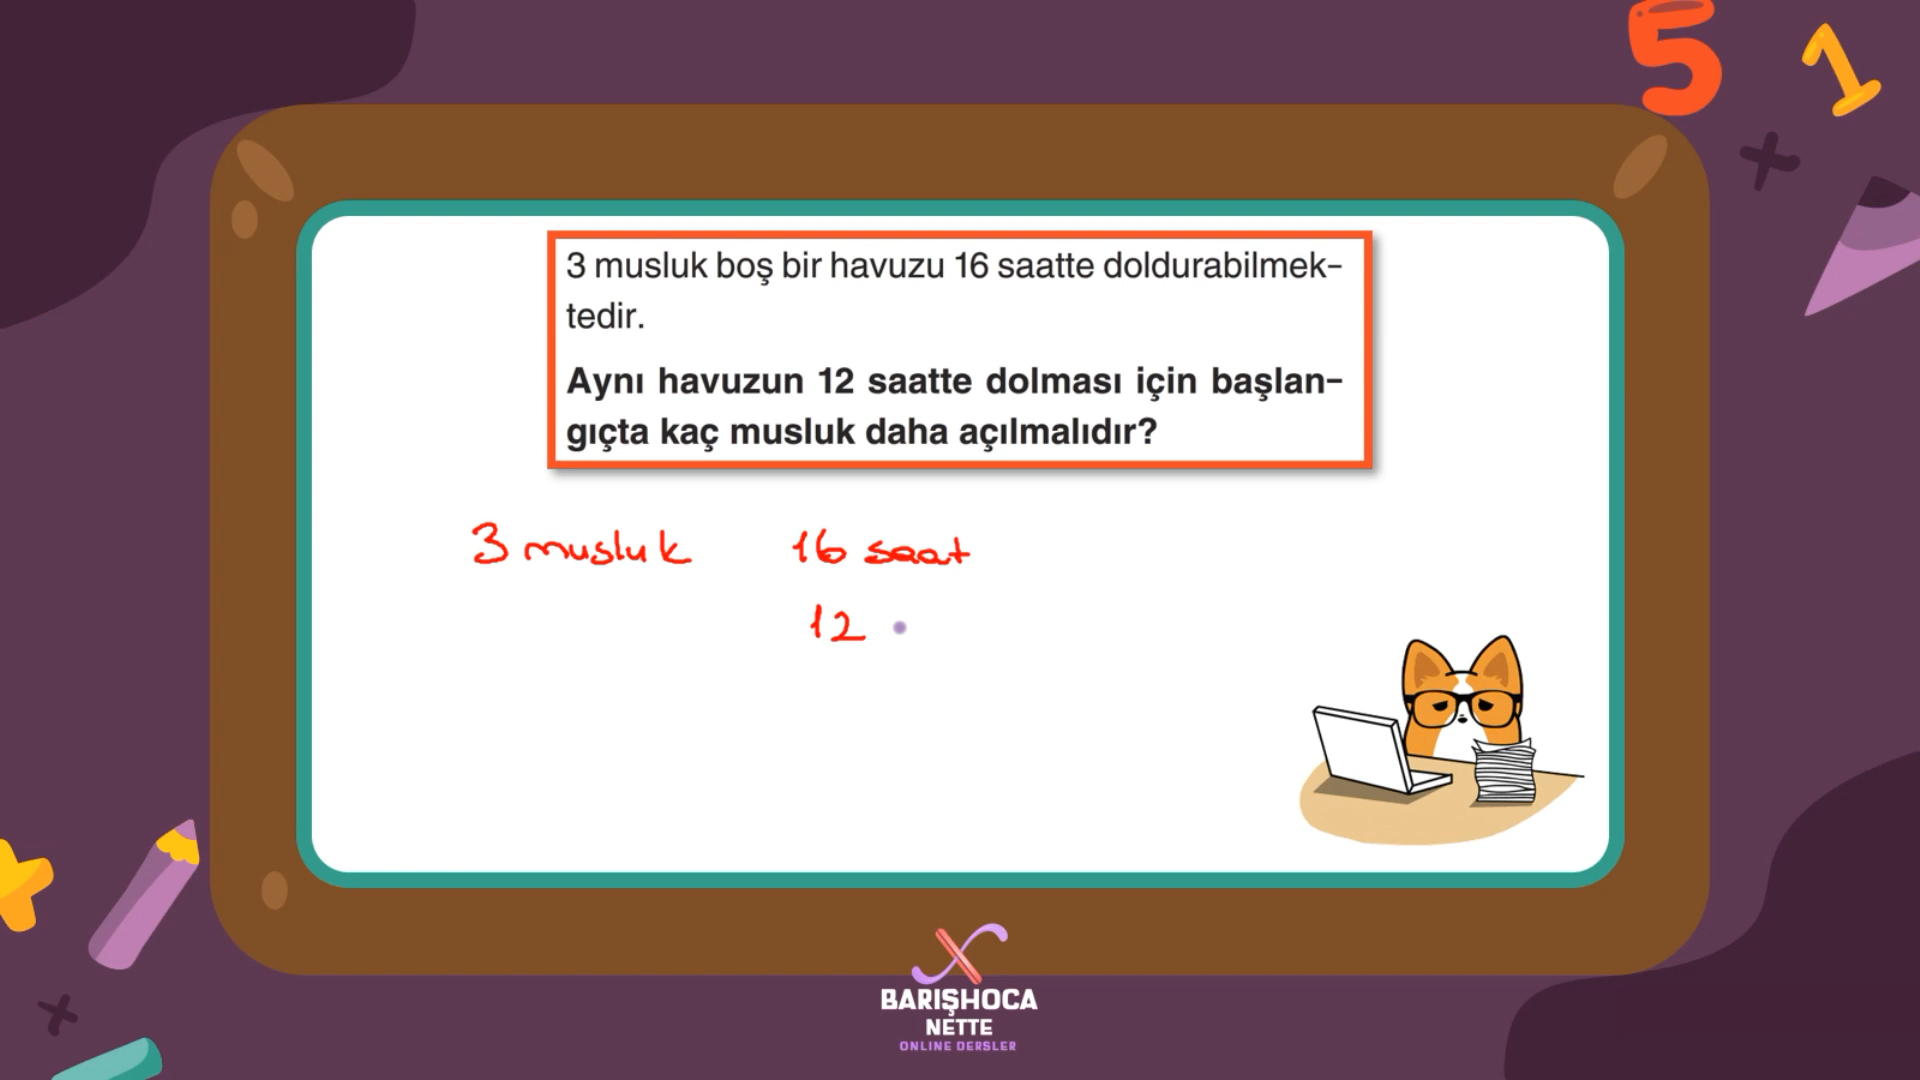 5 1
3 musluk boş bir havuzu 16 saatte doldurabilmek-
tedir.
Aynı havuzun 12 saatte dolması için başlan-
gıçta kaç musluk daha açılmalıdır?
3 musluk 16 saat
12
BARIŞHOCA
NETTE
ONLINE DERSLER